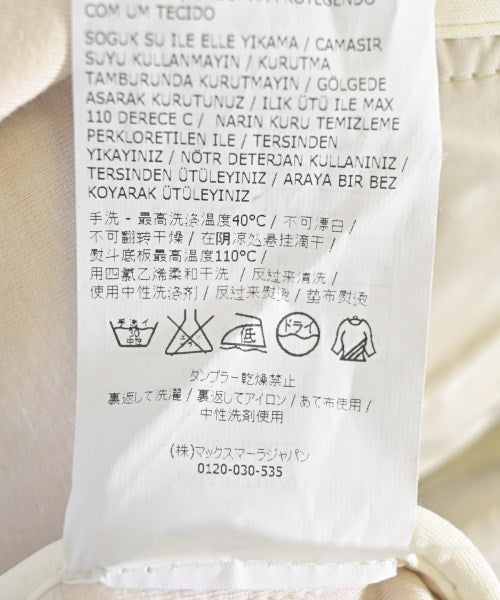 COM UM TECIDO
SOGUK SU ILE ELLE YIKAMA / CAMASIR
SUYU KULLANMAYIN / KURUTMA
TAMBURUNDA KURUTMAYIN / GÖLGEDE
ASARAK KURUTUNUZ / ILIK ÜTÜ ILE MAX
110 DERECE C / NARIN KURU TEMIZLEME
PERKLORETILEN ILE / TERSINDEN
YIKAYINIZ / NÖTR DETERJAN KULLANINIZ /
TERSINDEN ÜTÜLEYINIZ / ARAYA BIR BEZ
KOYARAK ÜTÜLEYINIZ
手洗 - 最高洗涤温度40°C / 不可漂白 /
不可翻转干燥 / 在阴凉处悬挂滴干 /
熨斗底板最高温度110°C /
用四氯乙烯柔和干洗 / 反过来清洗 /
使用中性洗涤剂 / 反过来熨烫 / 垫布熨烫
手洗イ 30 中性 低 ドライ
タンブラー乾燥禁止
裏返して洗濯 / 裏返してアイロン / あて布使用 /
中性洗剤使用
(株)マックスマーラジャパン
0120-030-535